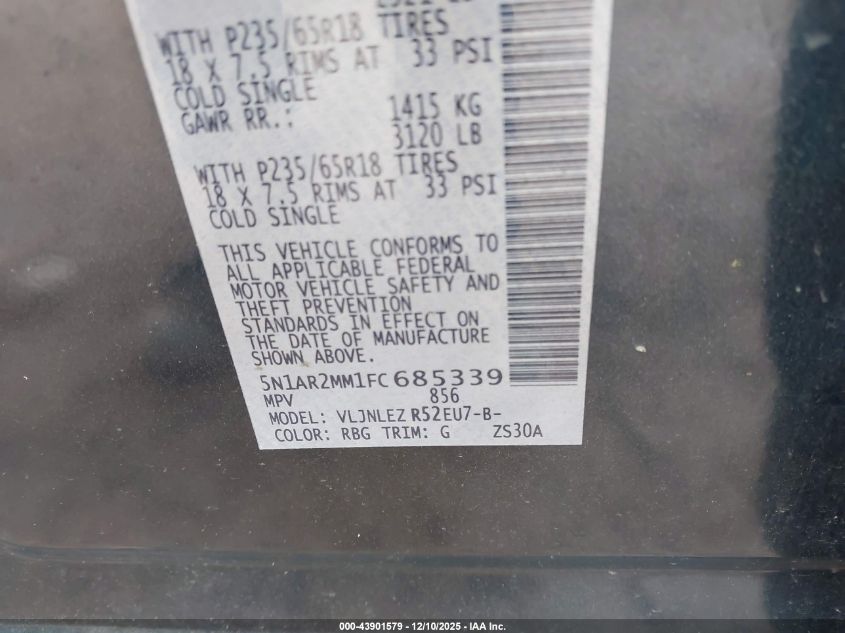 WITH P235/65R18 TIRES
18 X 7.5 RIMS AT 33 PSI
COLD SINGLE
GAWR RR.: 1415 KG
3120 LB
WITH P235/65R18 TIRES
18 X 7.5 RIMS AT 33 PSI
COLD SINGLE
THIS VEHICLE CONFORMS TO
ALL APPLICABLE FEDERAL
MOTOR VEHICLE SAFETY AND
THEFT PREVENTION
STANDARDS IN EFFECT ON
THE DATE OF MANUFACTURE
SHOWN ABOVE.
5N1AR2MM1FC685339
MPV 856
MODEL: VLJNLEZ R52EU7-B-
COLOR: RBG TRIM: G ZS30A
000-43901579 - 12/10/2025 - IAA Inc.